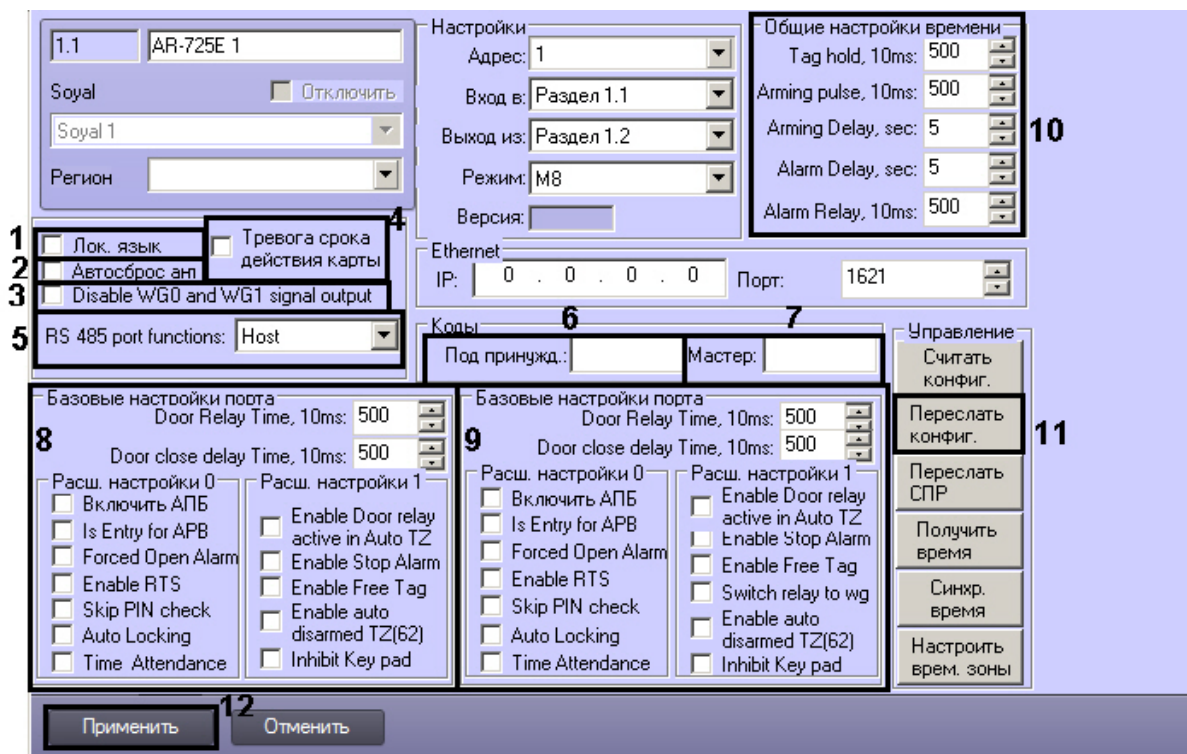 1.1 AR-725E 1
Soyal Отключить
Soyal 1
Регион
Настройки
Адрес: 1
Вход в: Раздел 1.1
Выход из: Раздел 1.2
Режим: М8
Версия:
Общие настройки времени
Tag hold, 10ms: 500
Arming pulse, 10ms: 500
Arming Delay, sec: 5
Alarm Delay, sec: 5
Alarm Relay, 10ms: 500
10
1 Лок. язык
2 Автосброс анп
3 Disable WG0 and WG1 signal output
4 Тревога срока
действия карты
5 RS 485 port functions: Host
Ethernet
IP: 0 . 0 . 0 . 0 Порт: 1621
Коды
6 7
Под принужд.: Мастер:
Управление
Считать
конфиг.
Переслать
конфиг.
11
Переслать
СПР
Получить
время
Синхр.
время
Настроить
врем. зоны
8
Базовые настройки порта
Door Relay Time, 10ms: 500
Door close delay Time, 10ms: 500
Расш. настройки 0
Включить АПБ
Is Entry for APB
Forced Open Alarm
Enable RTS
Skip PIN check
Auto Locking
Time Attendance
Расш. настройки 1
Enable Door relay
active in Auto TZ
Enable Stop Alarm
Enable Free Tag
Enable auto
disarmed TZ(62)
Inhibit Key pad
9
Базовые настройки порта
Door Relay Time, 10ms: 500
Door close delay Time, 10ms: 500
Расш. настройки 0
Включить АПБ
Is Entry for APB
Forced Open Alarm
Enable RTS
Skip PIN check
Auto Locking
Time Attendance
Расш. настройки 1
Enable Door relay
active in Auto TZ
Enable Stop Alarm
Enable Free Tag
Switch relay to wg
Enable auto
disarmed TZ(62)
Inhibit Key pad
12
Применить Отменить